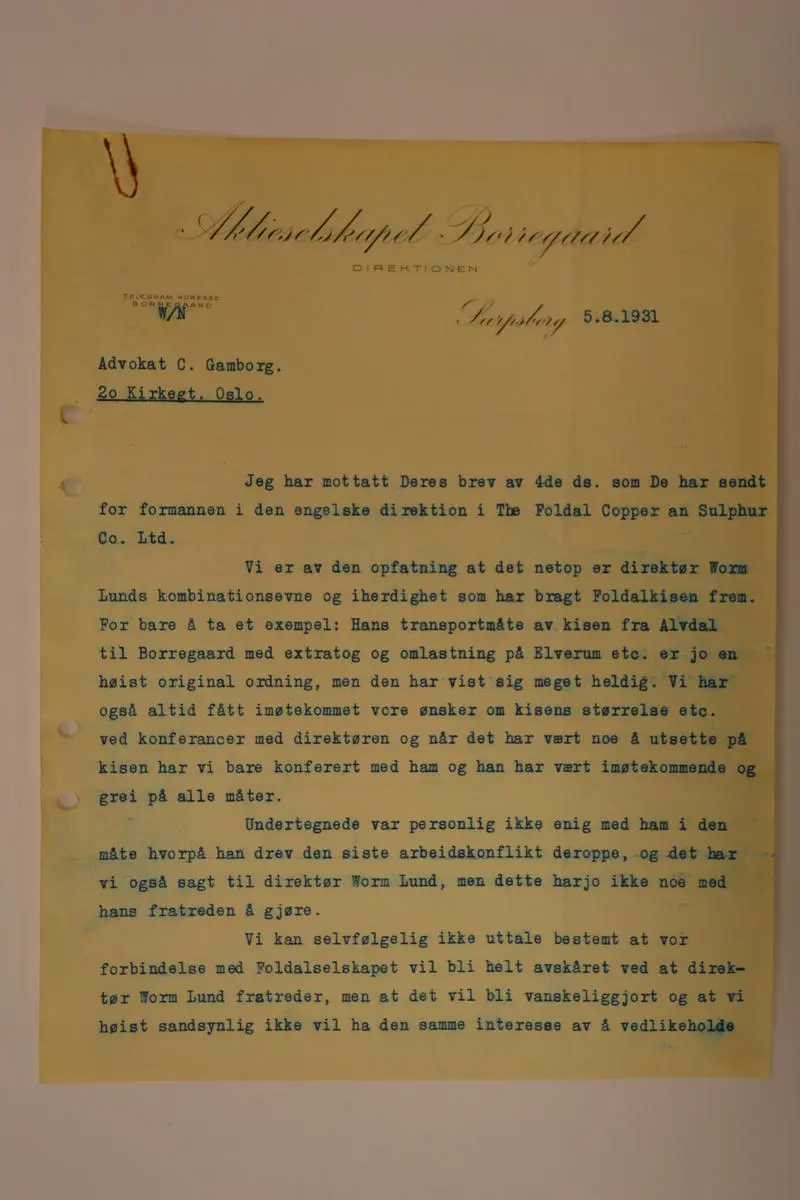 Aktieselskapet Borregaard
DIREKTIONEN
TELEGRAM ADRESSE
BORREGAARD
W/N
Sarpsborg 5.8.1931
Advokat C. Gamborg.
2o Kirkegt. Oslo.
Jeg har mottatt Deres brev av 4de ds. som De har sendt
for formannen i den engelske direktion i The Foldal Copper an Sulphur
Co. Ltd.
Vi er av den opfatning at det netop er direktør Worm
Lunds kombinationsevne og iherdighet som har bragt Foldalkisen frem.
For bare å ta et exempel: Hans transportmåte av kisen fra Alvdal
til Borregaard med extratog og omlastning på Elverum etc. er jo en
høist original ordning, men den har vist sig meget heldig. Vi har
også altid fått imøtekommet vore ønsker om kisens størrelse etc.
ved konferancer med direktøren og når det har vært noe å utsette på
kisen har vi bare konferert med ham og han har vært imøtekommende og
grei på alle måter.
Undertegnede var personlig ikke enig med ham i den
måte hvorpå han drev den siste arbeidskonflikt deroppe, og det har
vi også sagt til direktør Worm Lund, men dette harjo ikke noe med
hans fratreden å gjøre.
Vi kan selvfølgelig ikke uttale bestemt at vor
forbindelse med Foldalselskapet vil bli helt avskåret ved at direk-
tør Worm Lund fratreder, men at det vil bli vanskeliggjort og at vi
høist sandsynlig ikke vil ha den samme interesse av å vedlikeholde